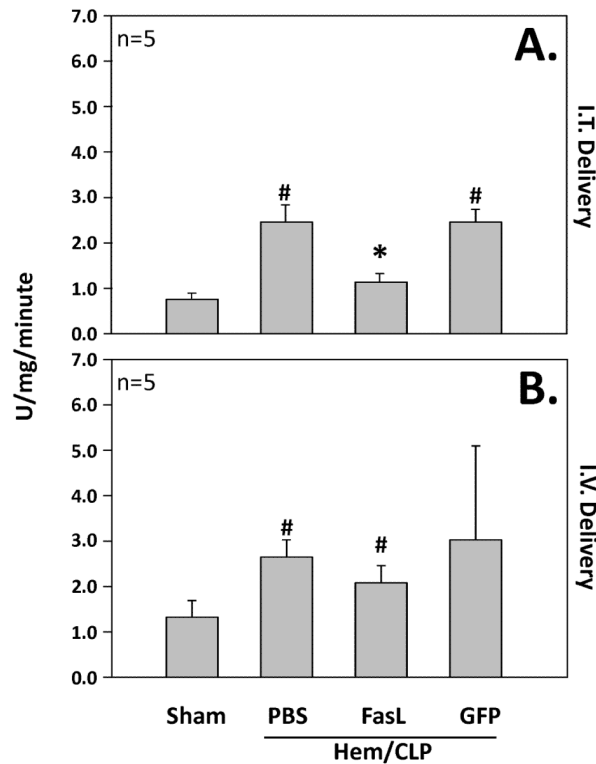 U/mg/minute
n=5
A.
7.0
6.0
5.0
4.0
3.0
2.0
1.0
0.0
#
*
#
I.T. Delivery
n=5
B.
7.0
6.0
5.0
4.0
3.0
2.0
1.0
0.0
#
#
I.V. Delivery
Sham PBS FasL GFP
Hem/CLP